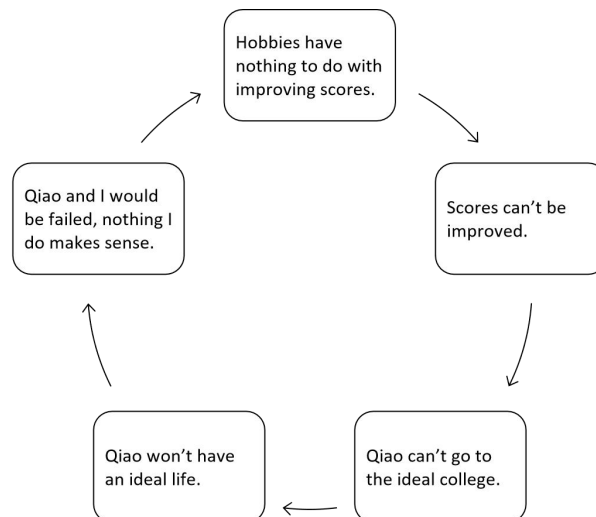 Hobbies have
nothing to do with
improving scores.
Scores can’t be
improved.
Qiao can’t go to
the ideal college.
Qiao won’t have
an ideal life.
Qiao and I would
be failed, nothing I
do makes sense.